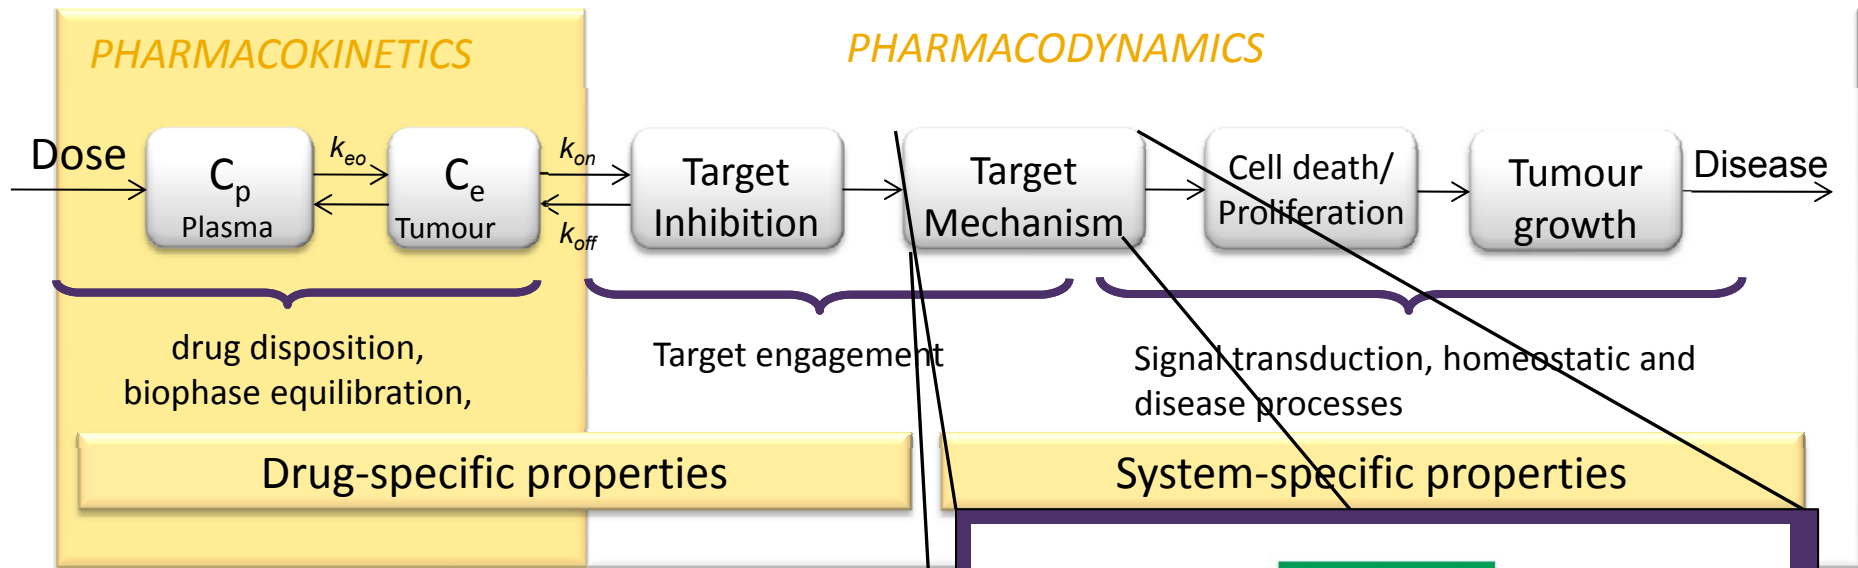 PHARMACOKINETICS
PHARMACODYNAMICS
Dose
Cp
Plasma
keo
Ce
Tumour
kon
koff
Target
Inhibition
Target
Mechanism
Cell death/
Proliferation
Tumour
growth
Disease
drug disposition,
biophase equilibration,
Target engagement
Signal transduction, homeostatic and
disease processes
Drug-specific properties
System-specific properties